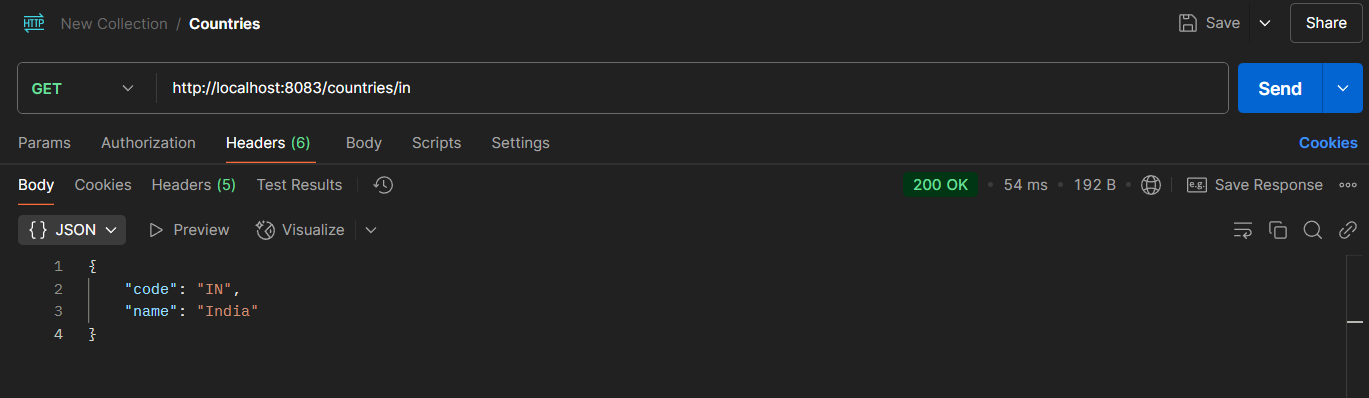 HTTP New Collection / Countries Save Share
GET http://localhost:8083/countries/in Send
Params Authorization Headers (6) Body Scripts Settings Cookies
Body Cookies Headers (5) Test Results 200 OK • 54 ms • 192 B • e.g. Save Response
{} JSON Preview Visualize
1 {
2 "code": "IN",
3 "name": "India"
4 }